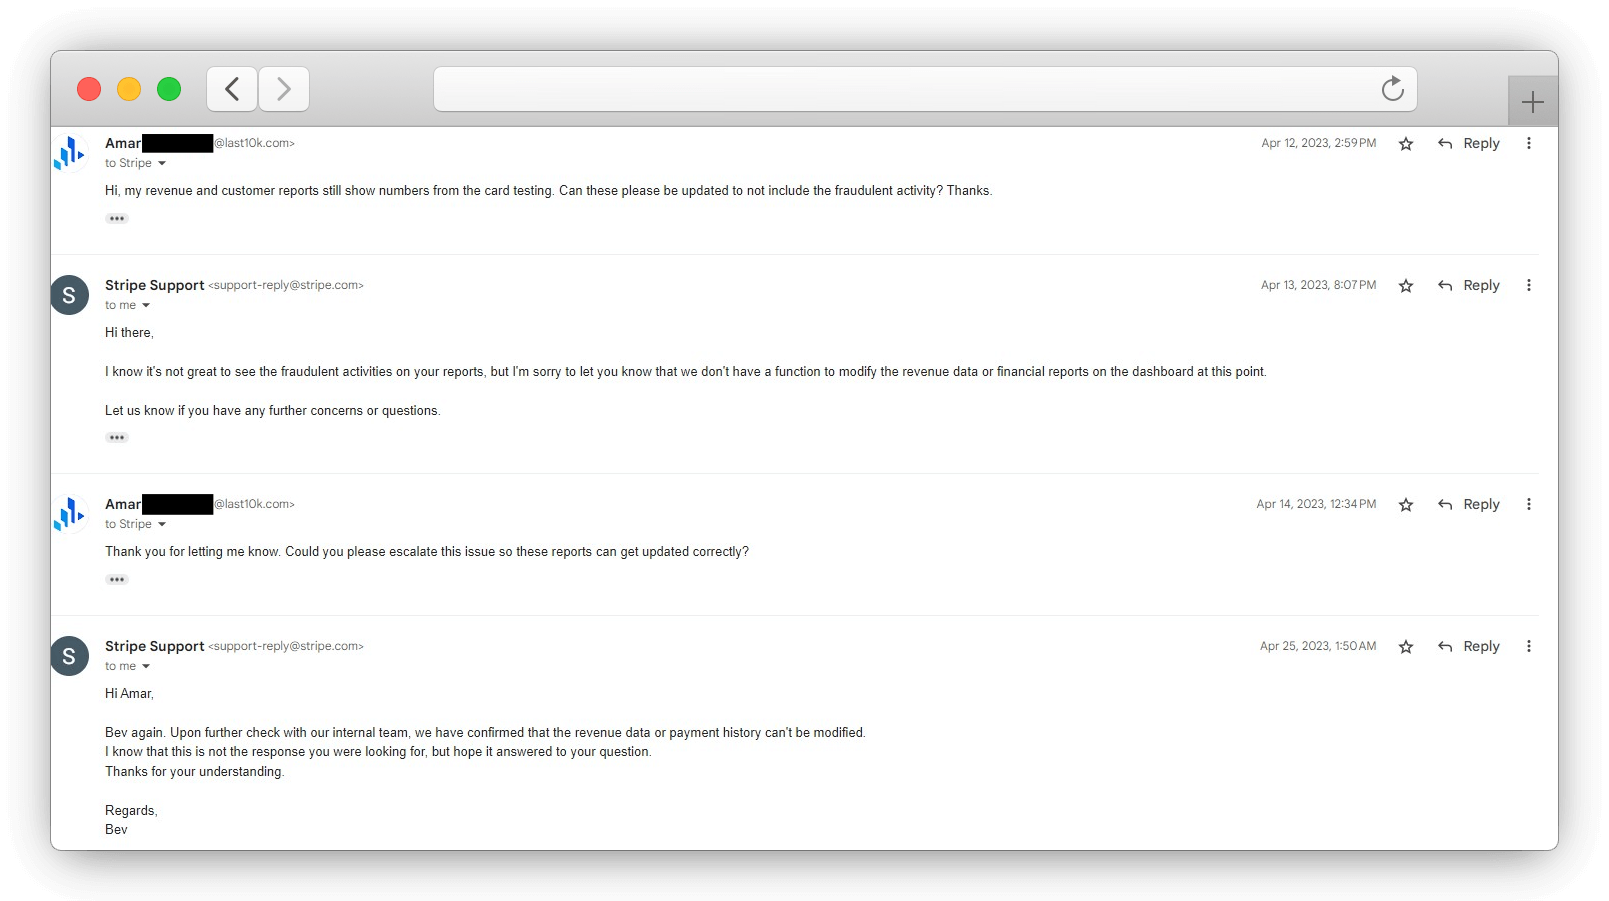 Amar @last10k.com>
Apr 12, 2023, 2:59 PM
Reply
to Stripe
Hi, my revenue and customer reports still show numbers from the card testing. Can these please be updated to not include the fraudulent activity? Thanks.
S
Stripe Support <support-reply@stripe.com>
Apr 13, 2023, 8:07 PM
Reply
to me
Hi there,
I know it's not great to see the fraudulent activities on your reports, but I'm sorry to let you know that we don't have a function to modify the revenue data or financial reports on the dashboard at this point.
Let us know if you have any further concerns or questions.
Amar @last10k.com>
Apr 14, 2023, 12:34 PM
Reply
to Stripe
Thank you for letting me know. Could you please escalate this issue so these reports can get updated correctly?
S
Stripe Support <support-reply@stripe.com>
Apr 25, 2023, 1:50 AM
Reply
to me
Hi Amar,
Bev again. Upon further check with our internal team, we have confirmed that the revenue data or payment history can't be modified.
I know that this is not the response you were looking for, but hope it answered to your question.
Thanks for your understanding.
Regards,
Bev